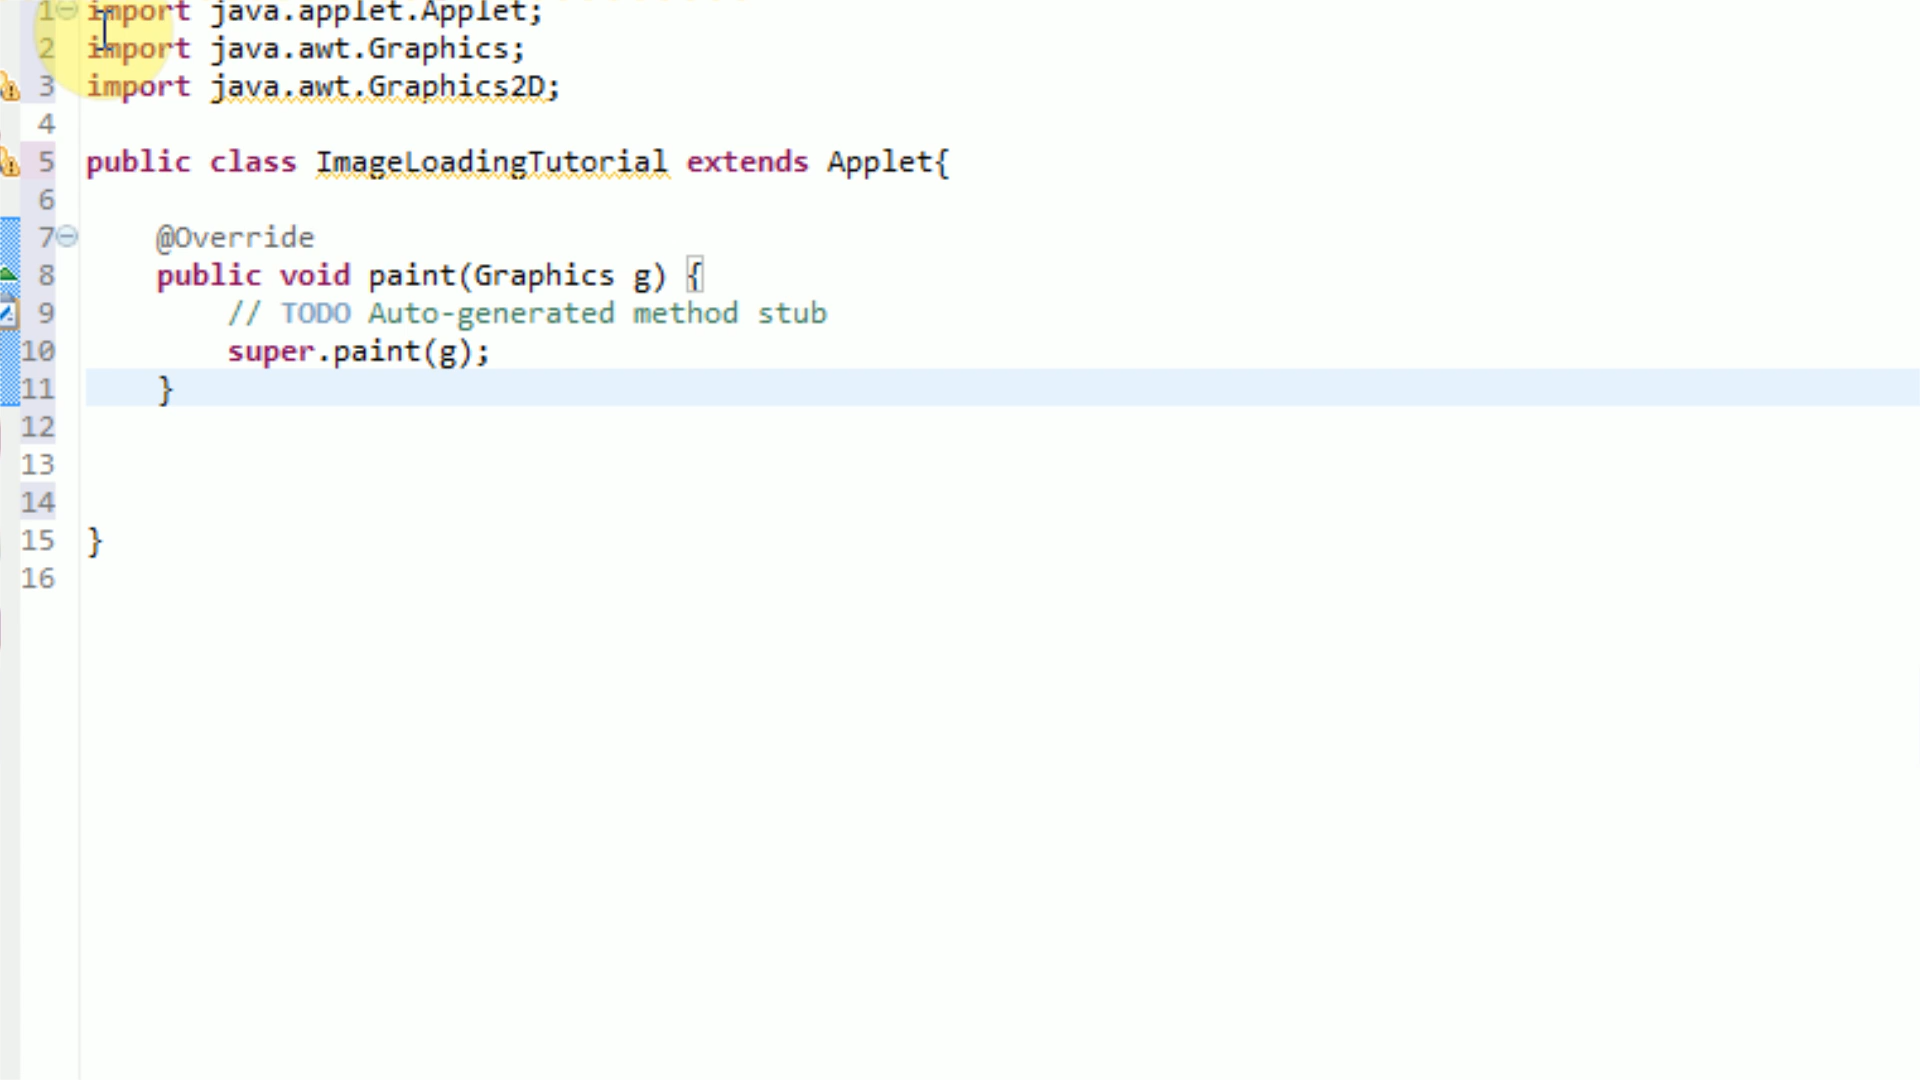 1 import java.applet.Applet;
2 import java.awt.Graphics;
3 import java.awt.Graphics2D;
4
5 public class ImageLoadingTutorial extends Applet{
6
7     @Override
8     public void paint(Graphics g) {
9         // TODO Auto-generated method stub
10         super.paint(g);
11     }
12
13
14
15 }
16